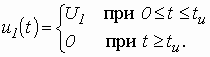 u₁(t) = { U₁ при 0 ≤ t ≤ tᵤ
0 при t ≥ tᵤ.